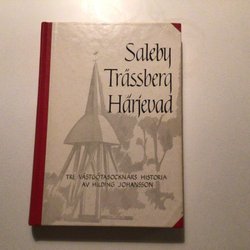 Saleby
Trässberg
Härjevad
TRE VÄSTGÖTASOCKNARS HISTORIA
AV HILDING JOHANSSON